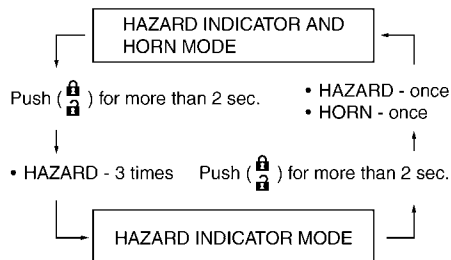 HAZARD INDICATOR AND
HORN MODE
Push ( ) for more than 2 sec.
• HAZARD - once
• HORN - once
• HAZARD - 3 times
Push ( ) for more than 2 sec.
HAZARD INDICATOR MODE